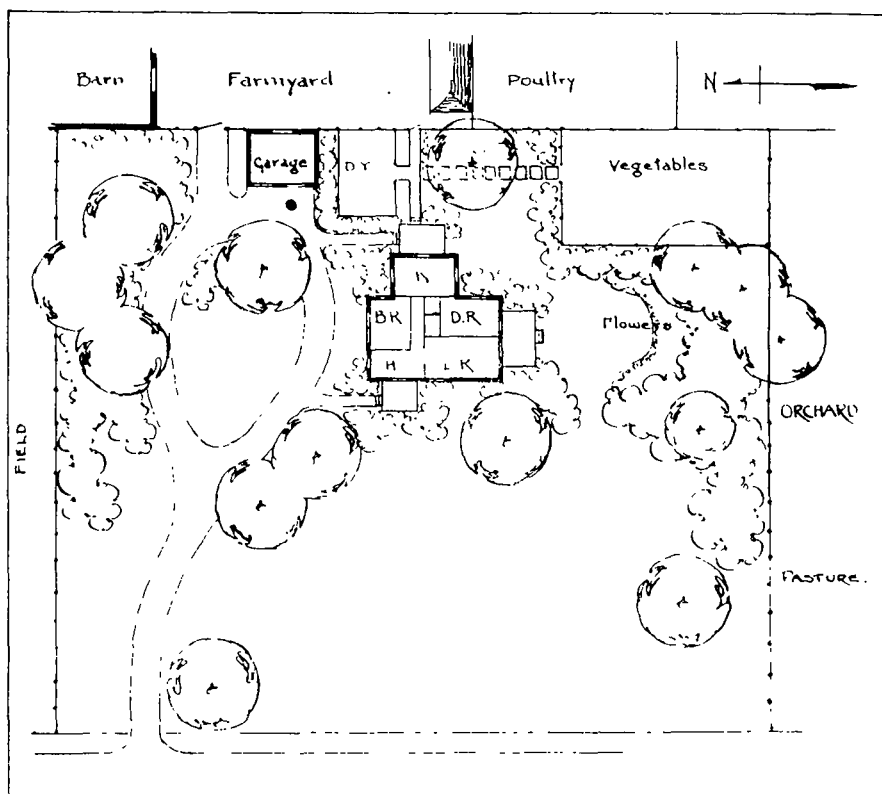 Barn
Farmyard
Poultry
N
Garage
D.Y.
Vegetables
K
B.R.
D.R.
Flowers
H
L.R.
ORCHARD
FIELD
PASTURE.